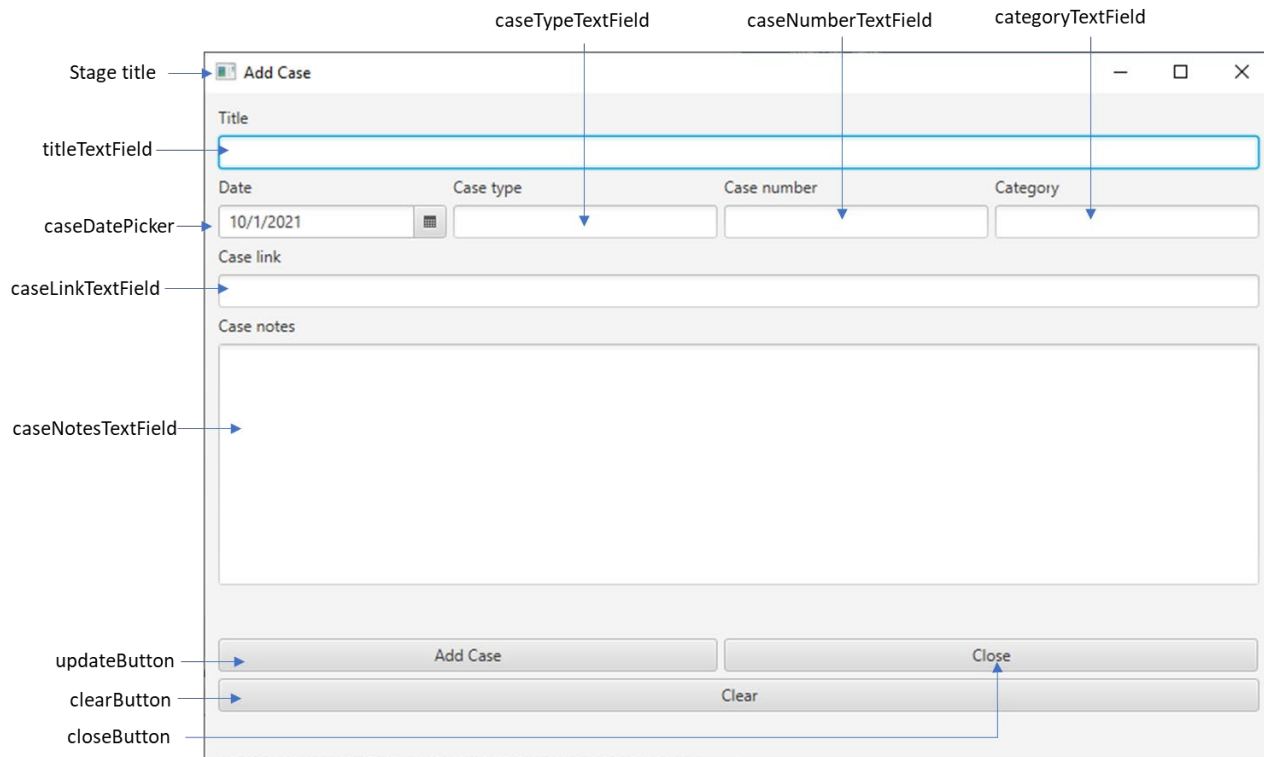 caseTypeTextField caseNumberTextField categoryTextField
Stage title Add Case
Title
titleTextField
Date Case type Case number Category
caseDatePicker 10/1/2021
Case link
caseLinkTextField
Case notes
caseNotesTextField
updateButton Add Case Close
clearButton Clear
closeButton